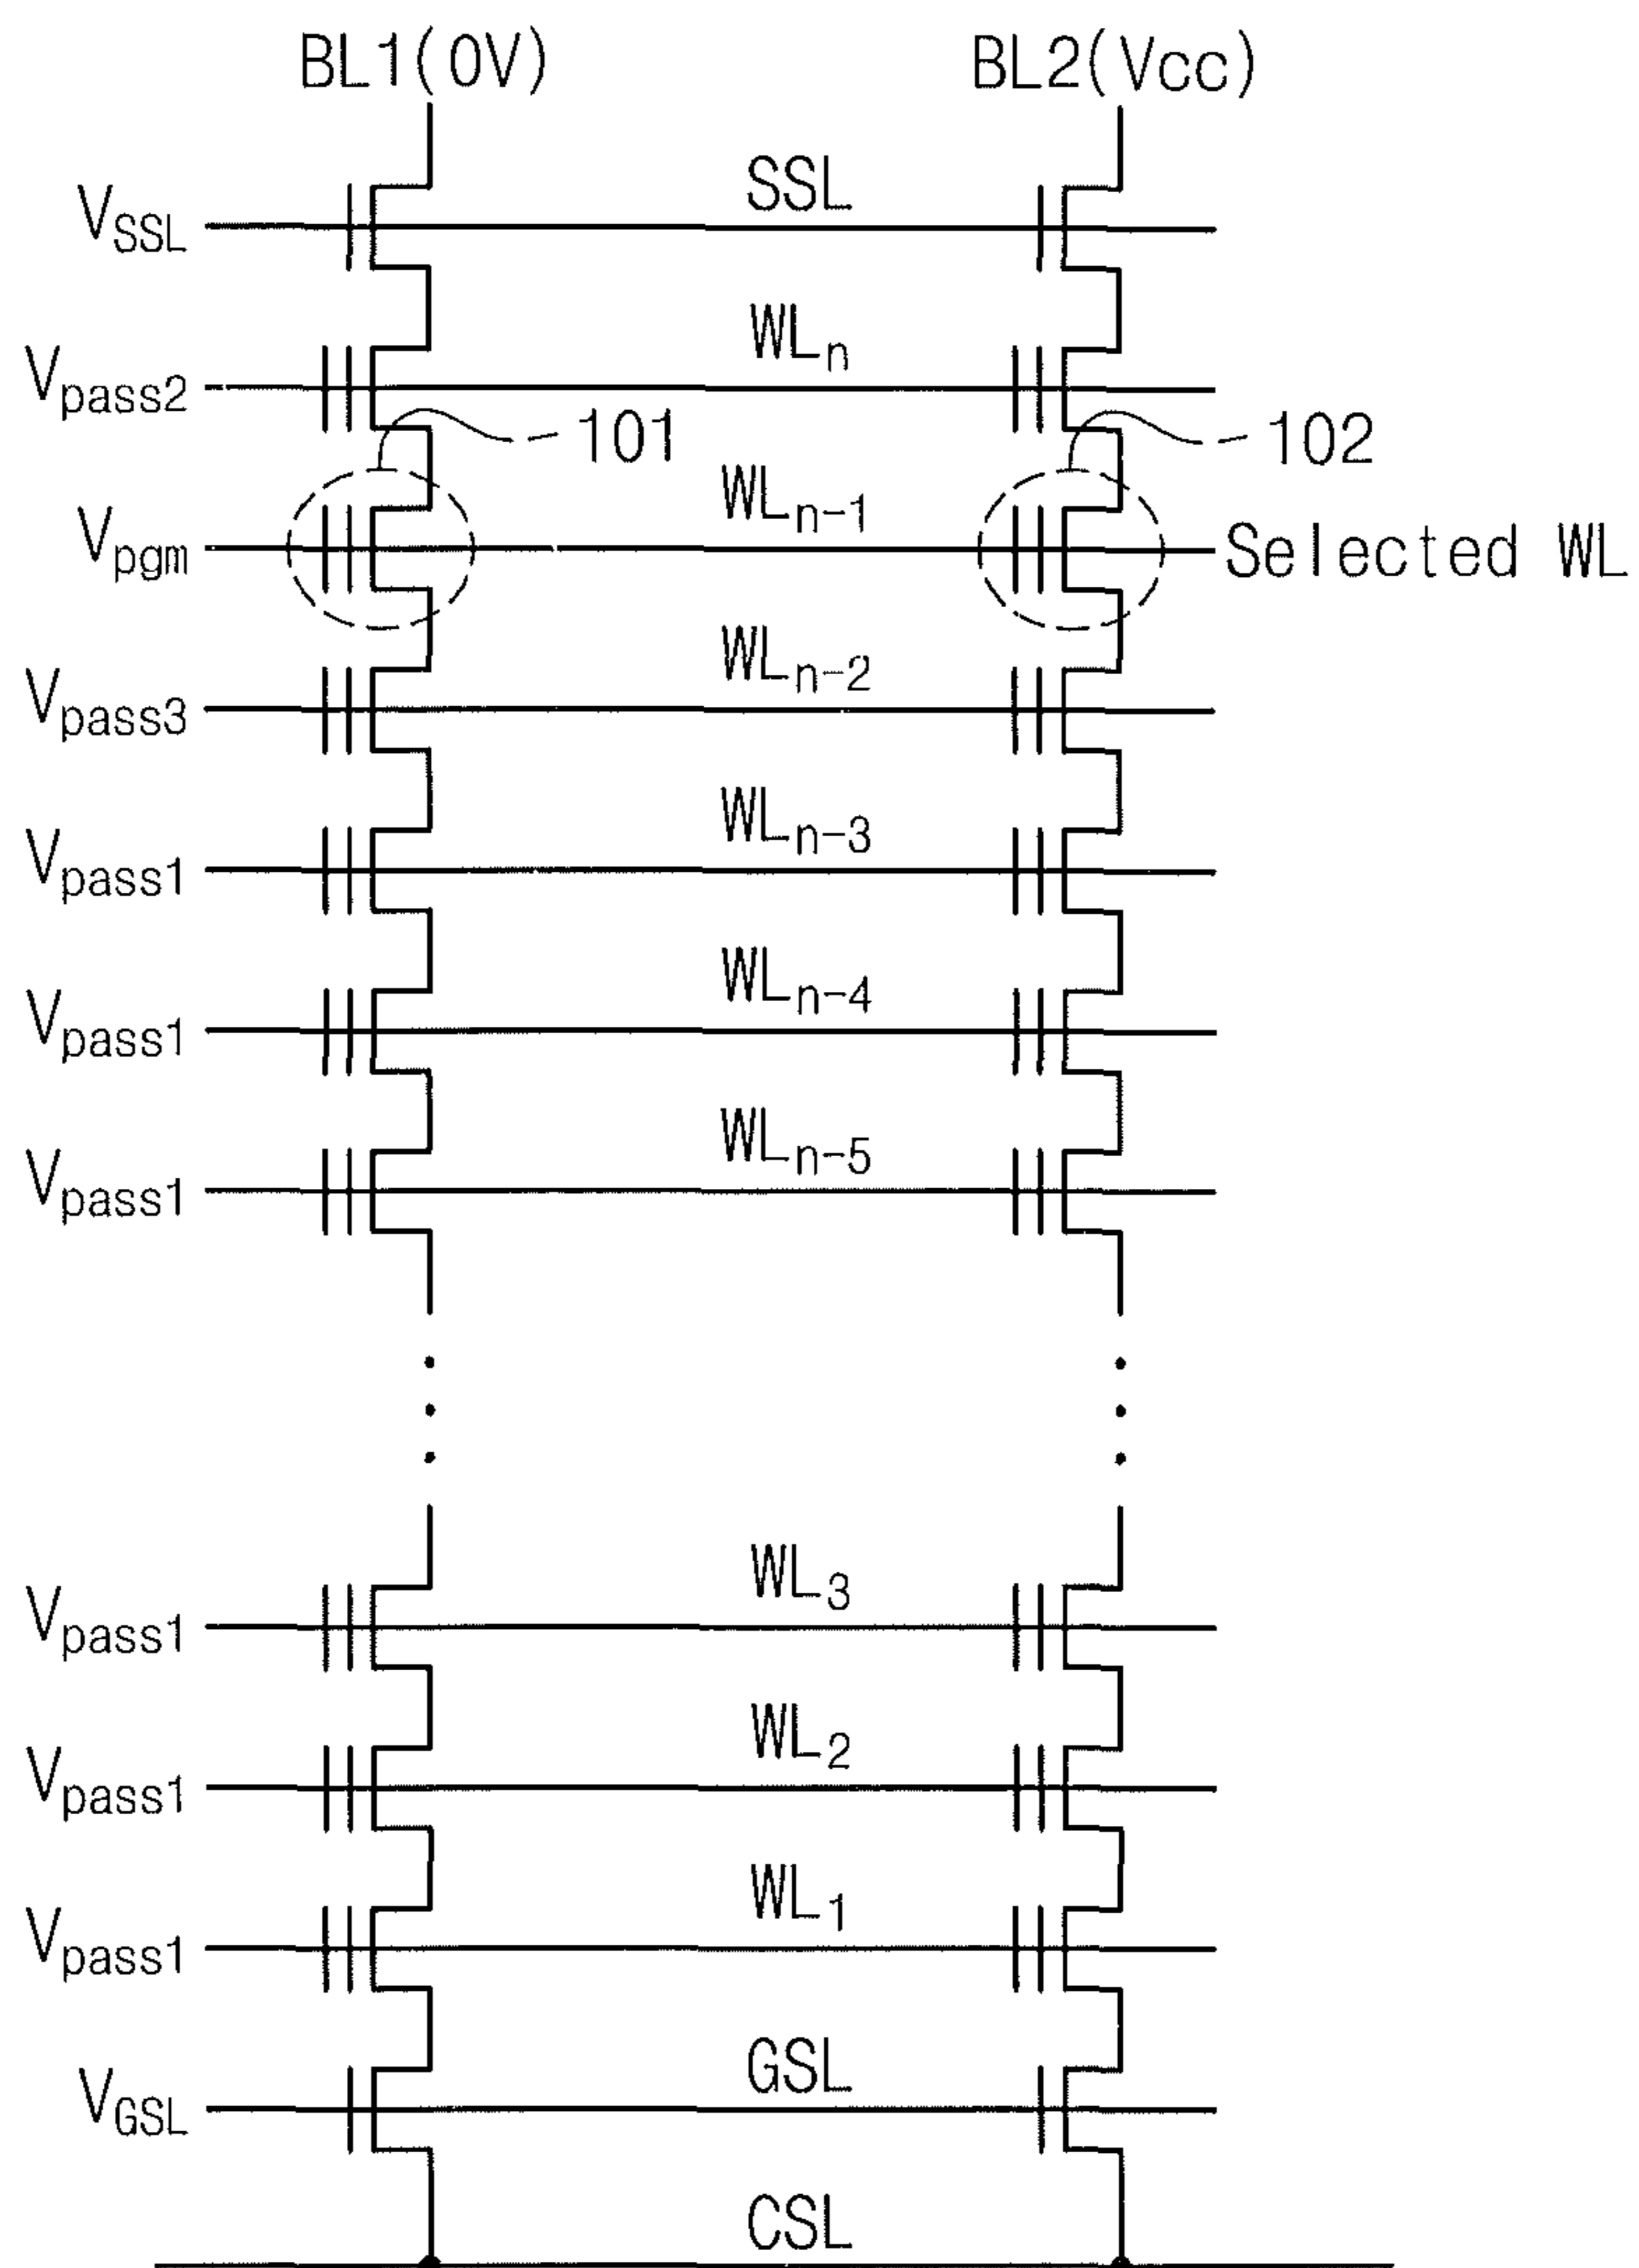 BL1(0V) BL2(Vcc)
VSSL SSL
Vpass2 WLn
101 102
Vpgm WLn-1 Selected WL
Vpass3 WLn-2
Vpass1 WLn-3
Vpass1 WLn-4
Vpass1 WLn-5
Vpass1 WL3
Vpass1 WL2
Vpass1 WL1
VGSL GSL
CSL